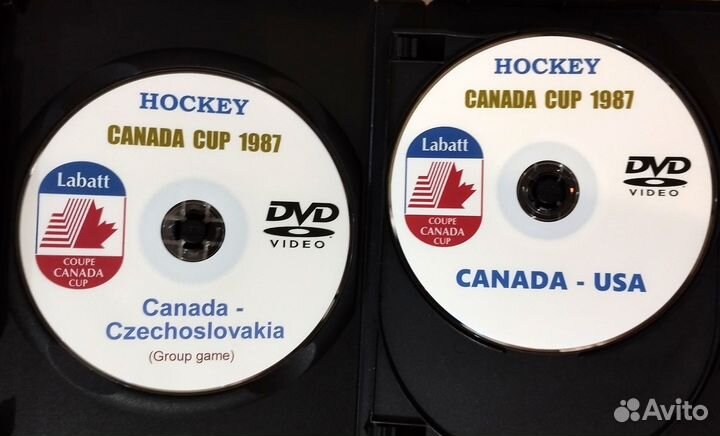 HOCKEY
CANADA CUP 1987
Labatt
COUPE
CANADA
CUP
DVD
VIDEO
Canada -
Czechoslovakia
(Group game)
HOCKEY
CANADA CUP 1987
Labatt
COUPE
CANADA
CUP
DVD
VIDEO
CANADA - USA
Avito